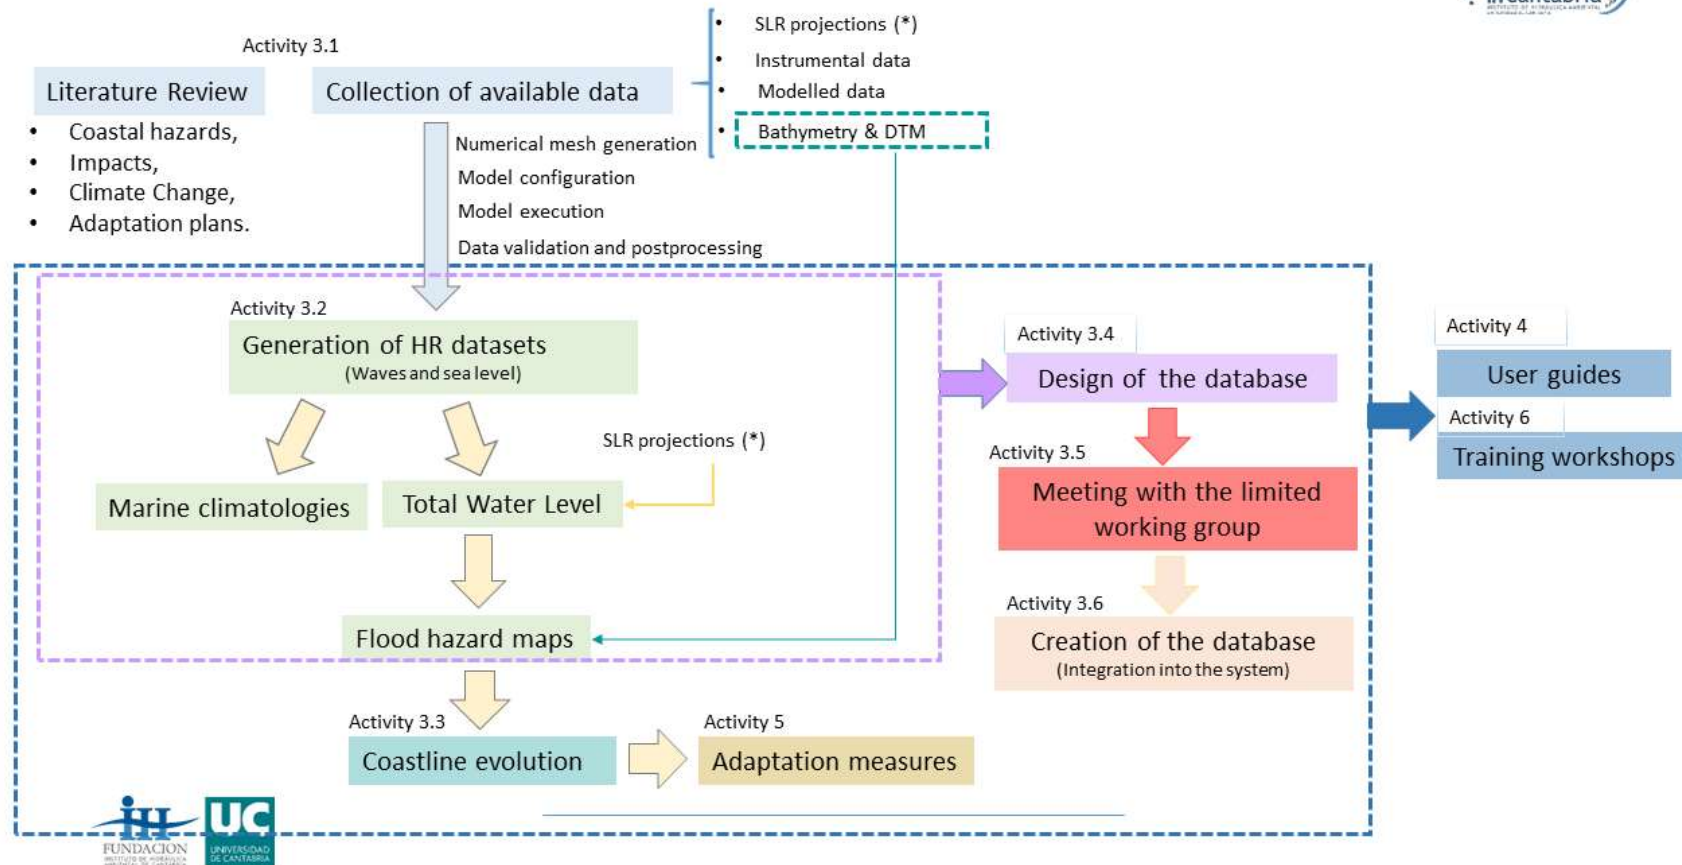 Activity 3.1
Literature Review
• Coastal hazards,
• Impacts,
• Climate Change,
• Adaptation plans.
Collection of available data
• SLR projections (*)
• Instrumental data
• Modelled data
• Bathymetry & DTM
Numerical mesh generation
Model configuration
Model execution
Data validation and postprocessing
Activity 3.2
Generation of HR datasets
(Waves and sea level)
SLR projections (*)
Marine climatologies
Total Water Level
Flood hazard maps
Activity 3.3
Coastline evolution
Activity 5
Adaptation measures
Activity 3.4
Design of the database
Activity 3.5
Meeting with the limited
working group
Activity 3.6
Creation of the database
(Integration into the system)
Activity 4
User guides
Activity 6
Training workshops
FUNDACION
INSTITUTO DE HIDRÁULICA
UC
UNIVERSIDAD
DE CANTABRIA